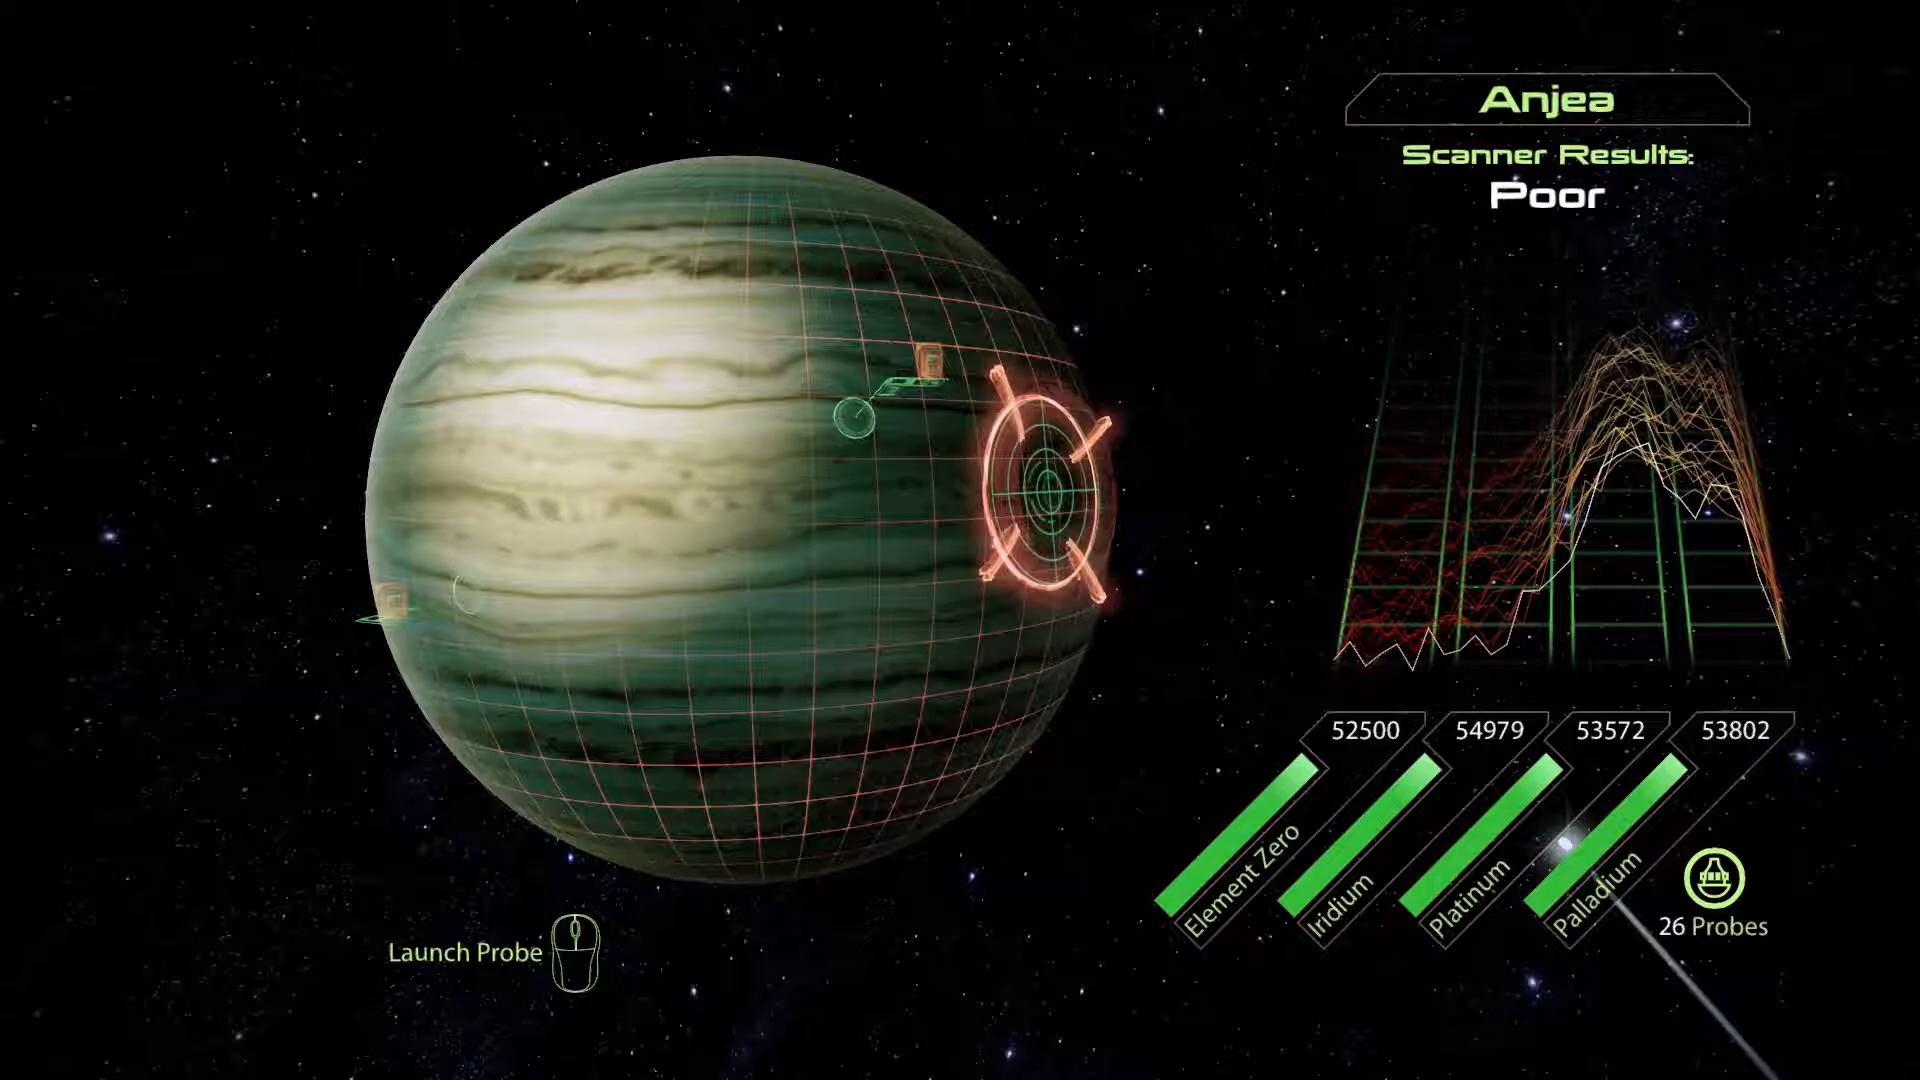 Anjea
Scanner Results:
Poor
52500
54979
53572
53802
Element Zero
Iridium
Platinum
Palladium
26 Probes
Launch Probe